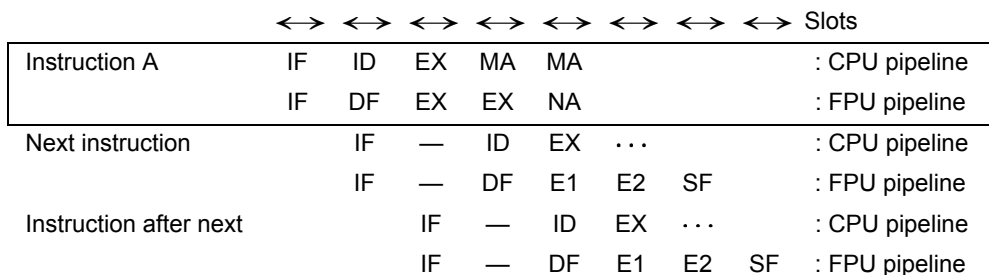 Slots
Instruction A IF ID EX MA MA : CPU pipeline
IF DF EX EX NA : FPU pipeline
Next instruction IF — ID EX ··· : CPU pipeline
IF — DF E1 E2 SF : FPU pipeline
Instruction after next IF — ID EX ··· : CPU pipeline
IF — DF E1 E2 SF : FPU pipeline